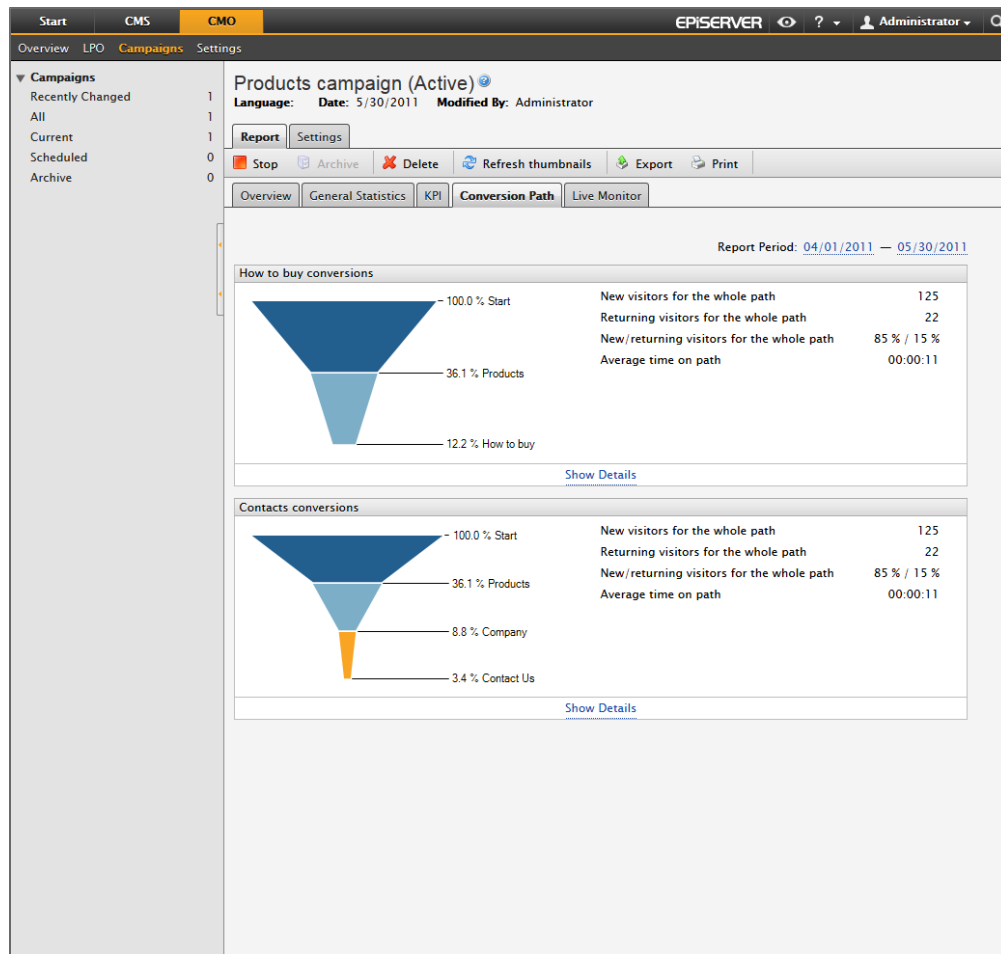 Start CMS CMO EPiSERVER ? Administrator
Overview LPO Campaigns Settings
Campaigns
Recently Changed 1
All 1
Current 1
Scheduled 0
Archive 0
Products campaign (Active) ?
Language: Date: 5/30/2011 Modified By: Administrator
Report Settings
Stop Archive Delete Refresh thumbnails Export Print
Overview General Statistics KPI Conversion Path Live Monitor
Report Period: 04/01/2011 — 05/30/2011
How to buy conversions
100.0 % Start
36.1 % Products
12.2 % How to buy
New visitors for the whole path 125
Returning visitors for the whole path 22
New/returning visitors for the whole path 85 % / 15 %
Average time on path 00:00:11
Show Details
Contacts conversions
100.0 % Start
36.1 % Products
8.8 % Company
3.4 % Contact Us
New visitors for the whole path 125
Returning visitors for the whole path 22
New/returning visitors for the whole path 85 % / 15 %
Average time on path 00:00:11
Show Details